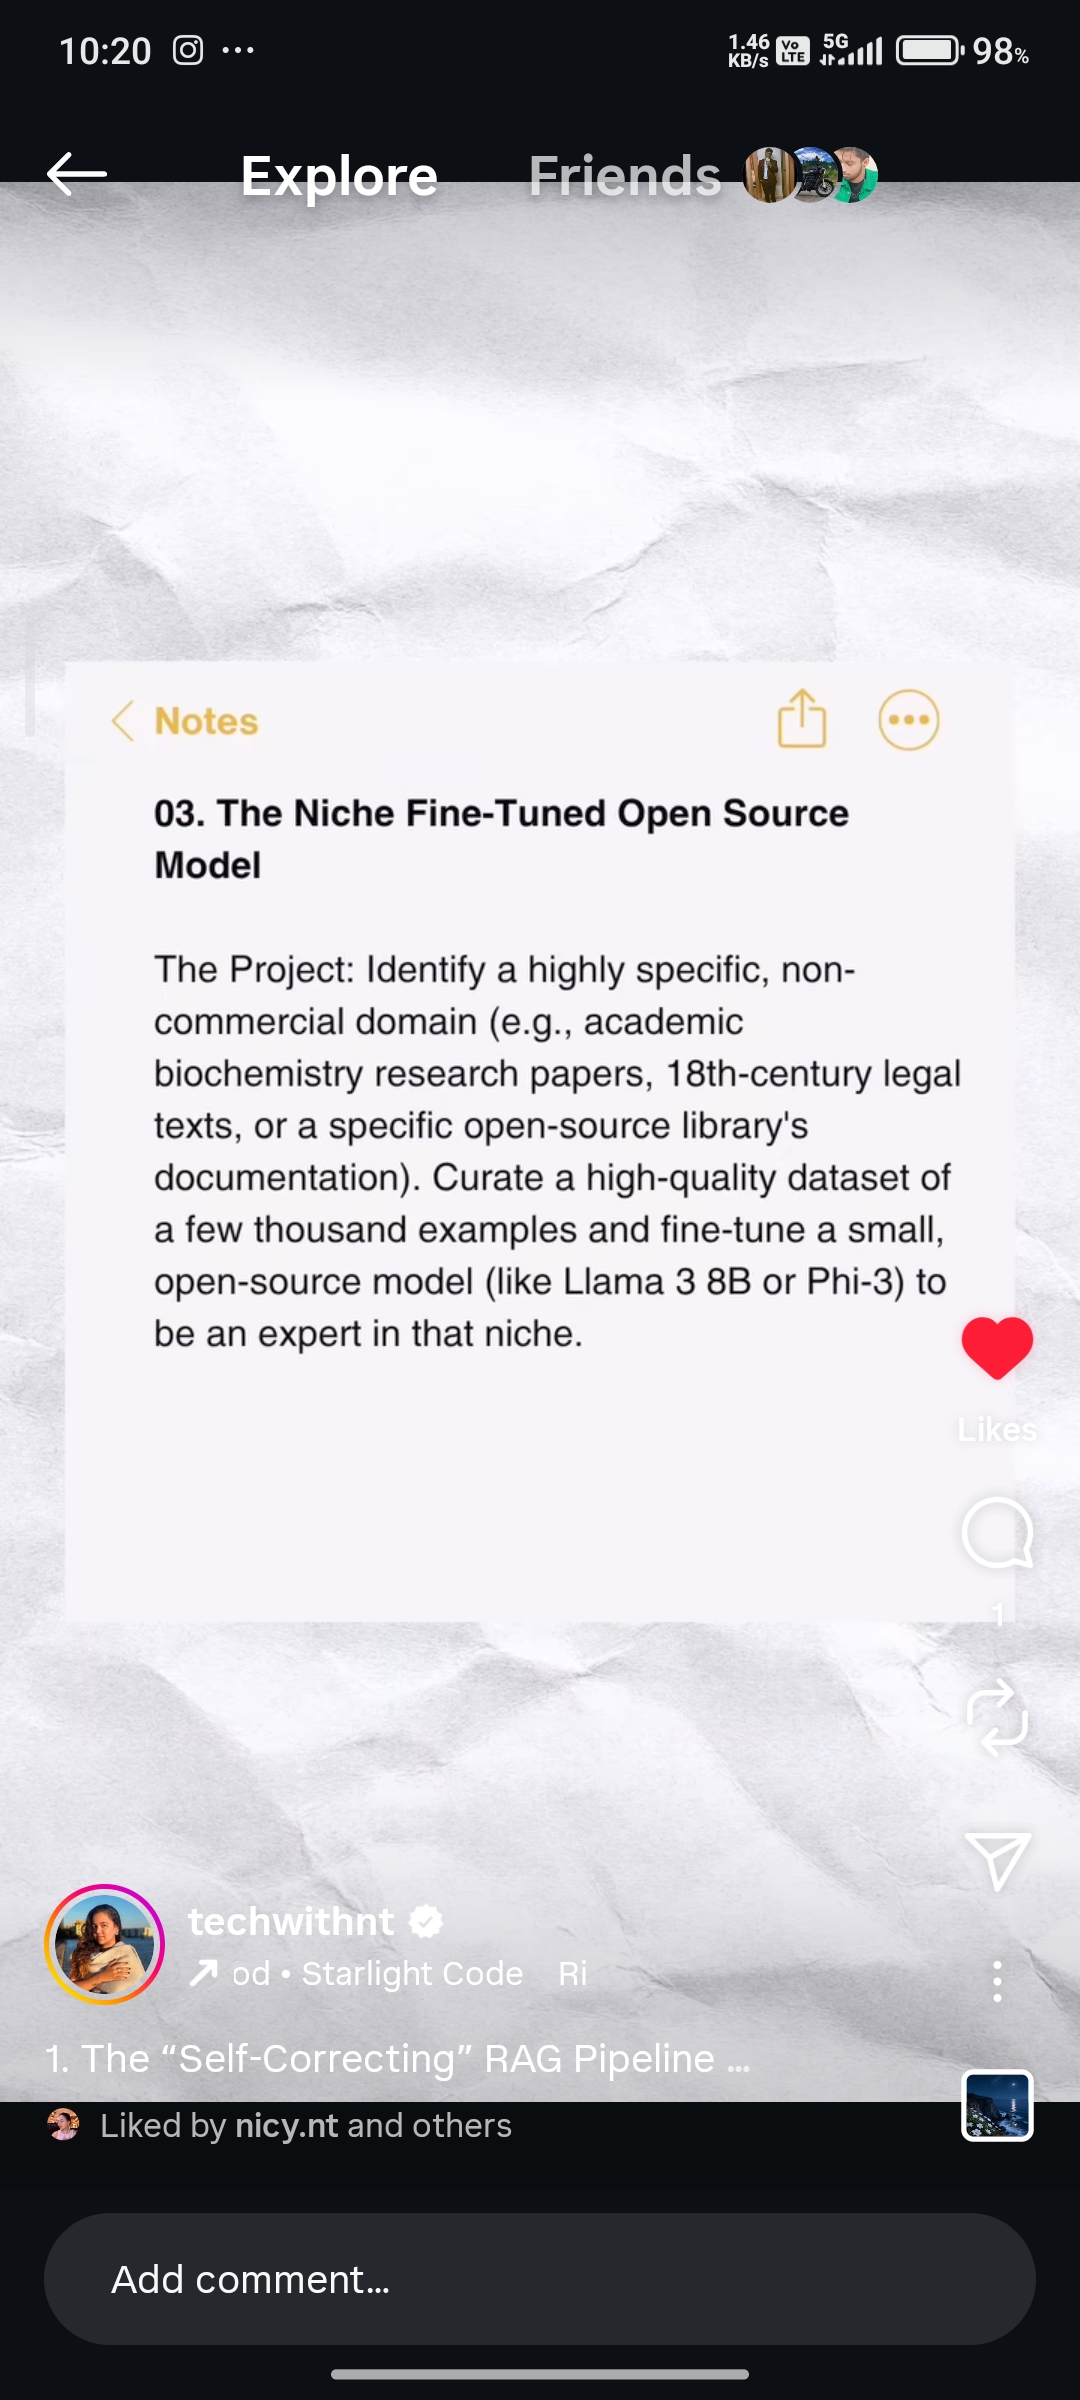 10:20
1.46
KB/s
Vo
LTE
5G
98%
Explore
Friends
Notes
03. The Niche Fine-Tuned Open Source
Model
The Project: Identify a highly specific, non-
commercial domain (e.g., academic
biochemistry research papers, 18th-century legal
texts, or a specific open-source library's
documentation). Curate a high-quality dataset of
a few thousand examples and fine-tune a small,
open-source model (like Llama 3 8B or Phi-3) to
be an expert in that niche.
Likes
1
techwithnt
od • Starlight Code Ri
1. The “Self-Correcting” RAG Pipeline ...
Liked by nicy.nt and others
Add comment...